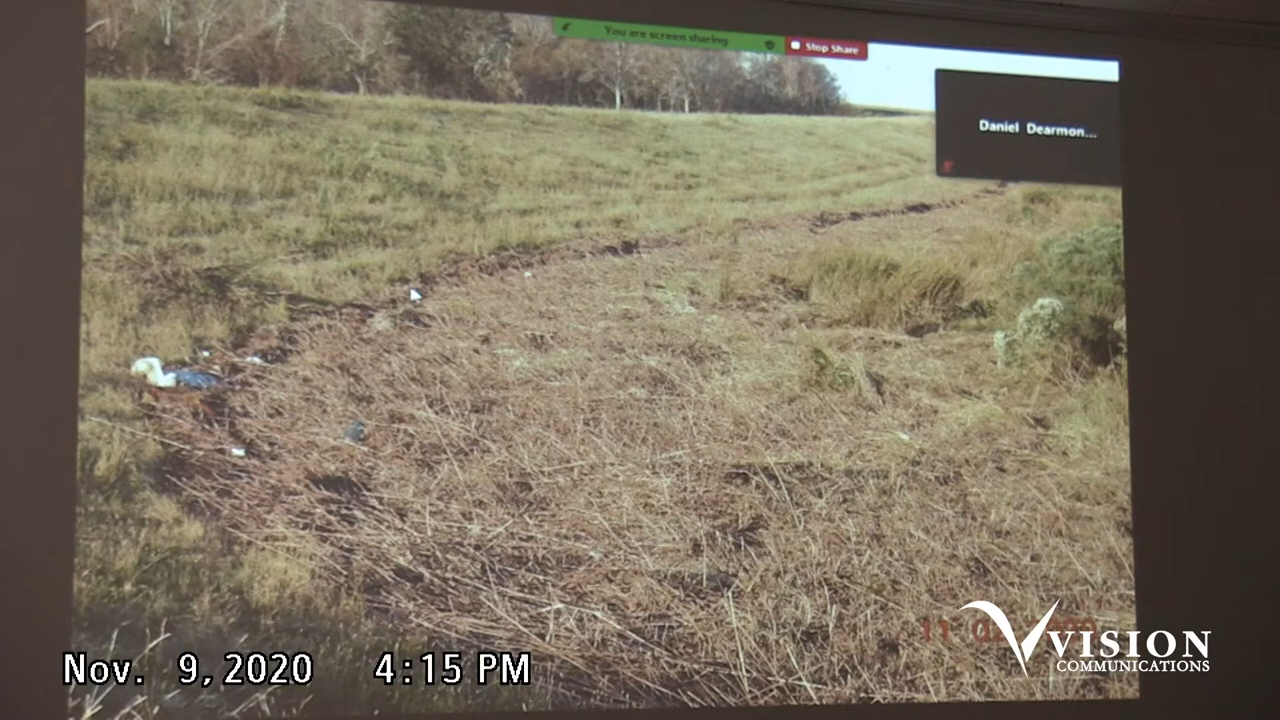 You are screen sharing
Stop Share
Daniel Dearmon...
Nov. 9, 2020 4:15 PM
VISION
COMMUNICATIONS